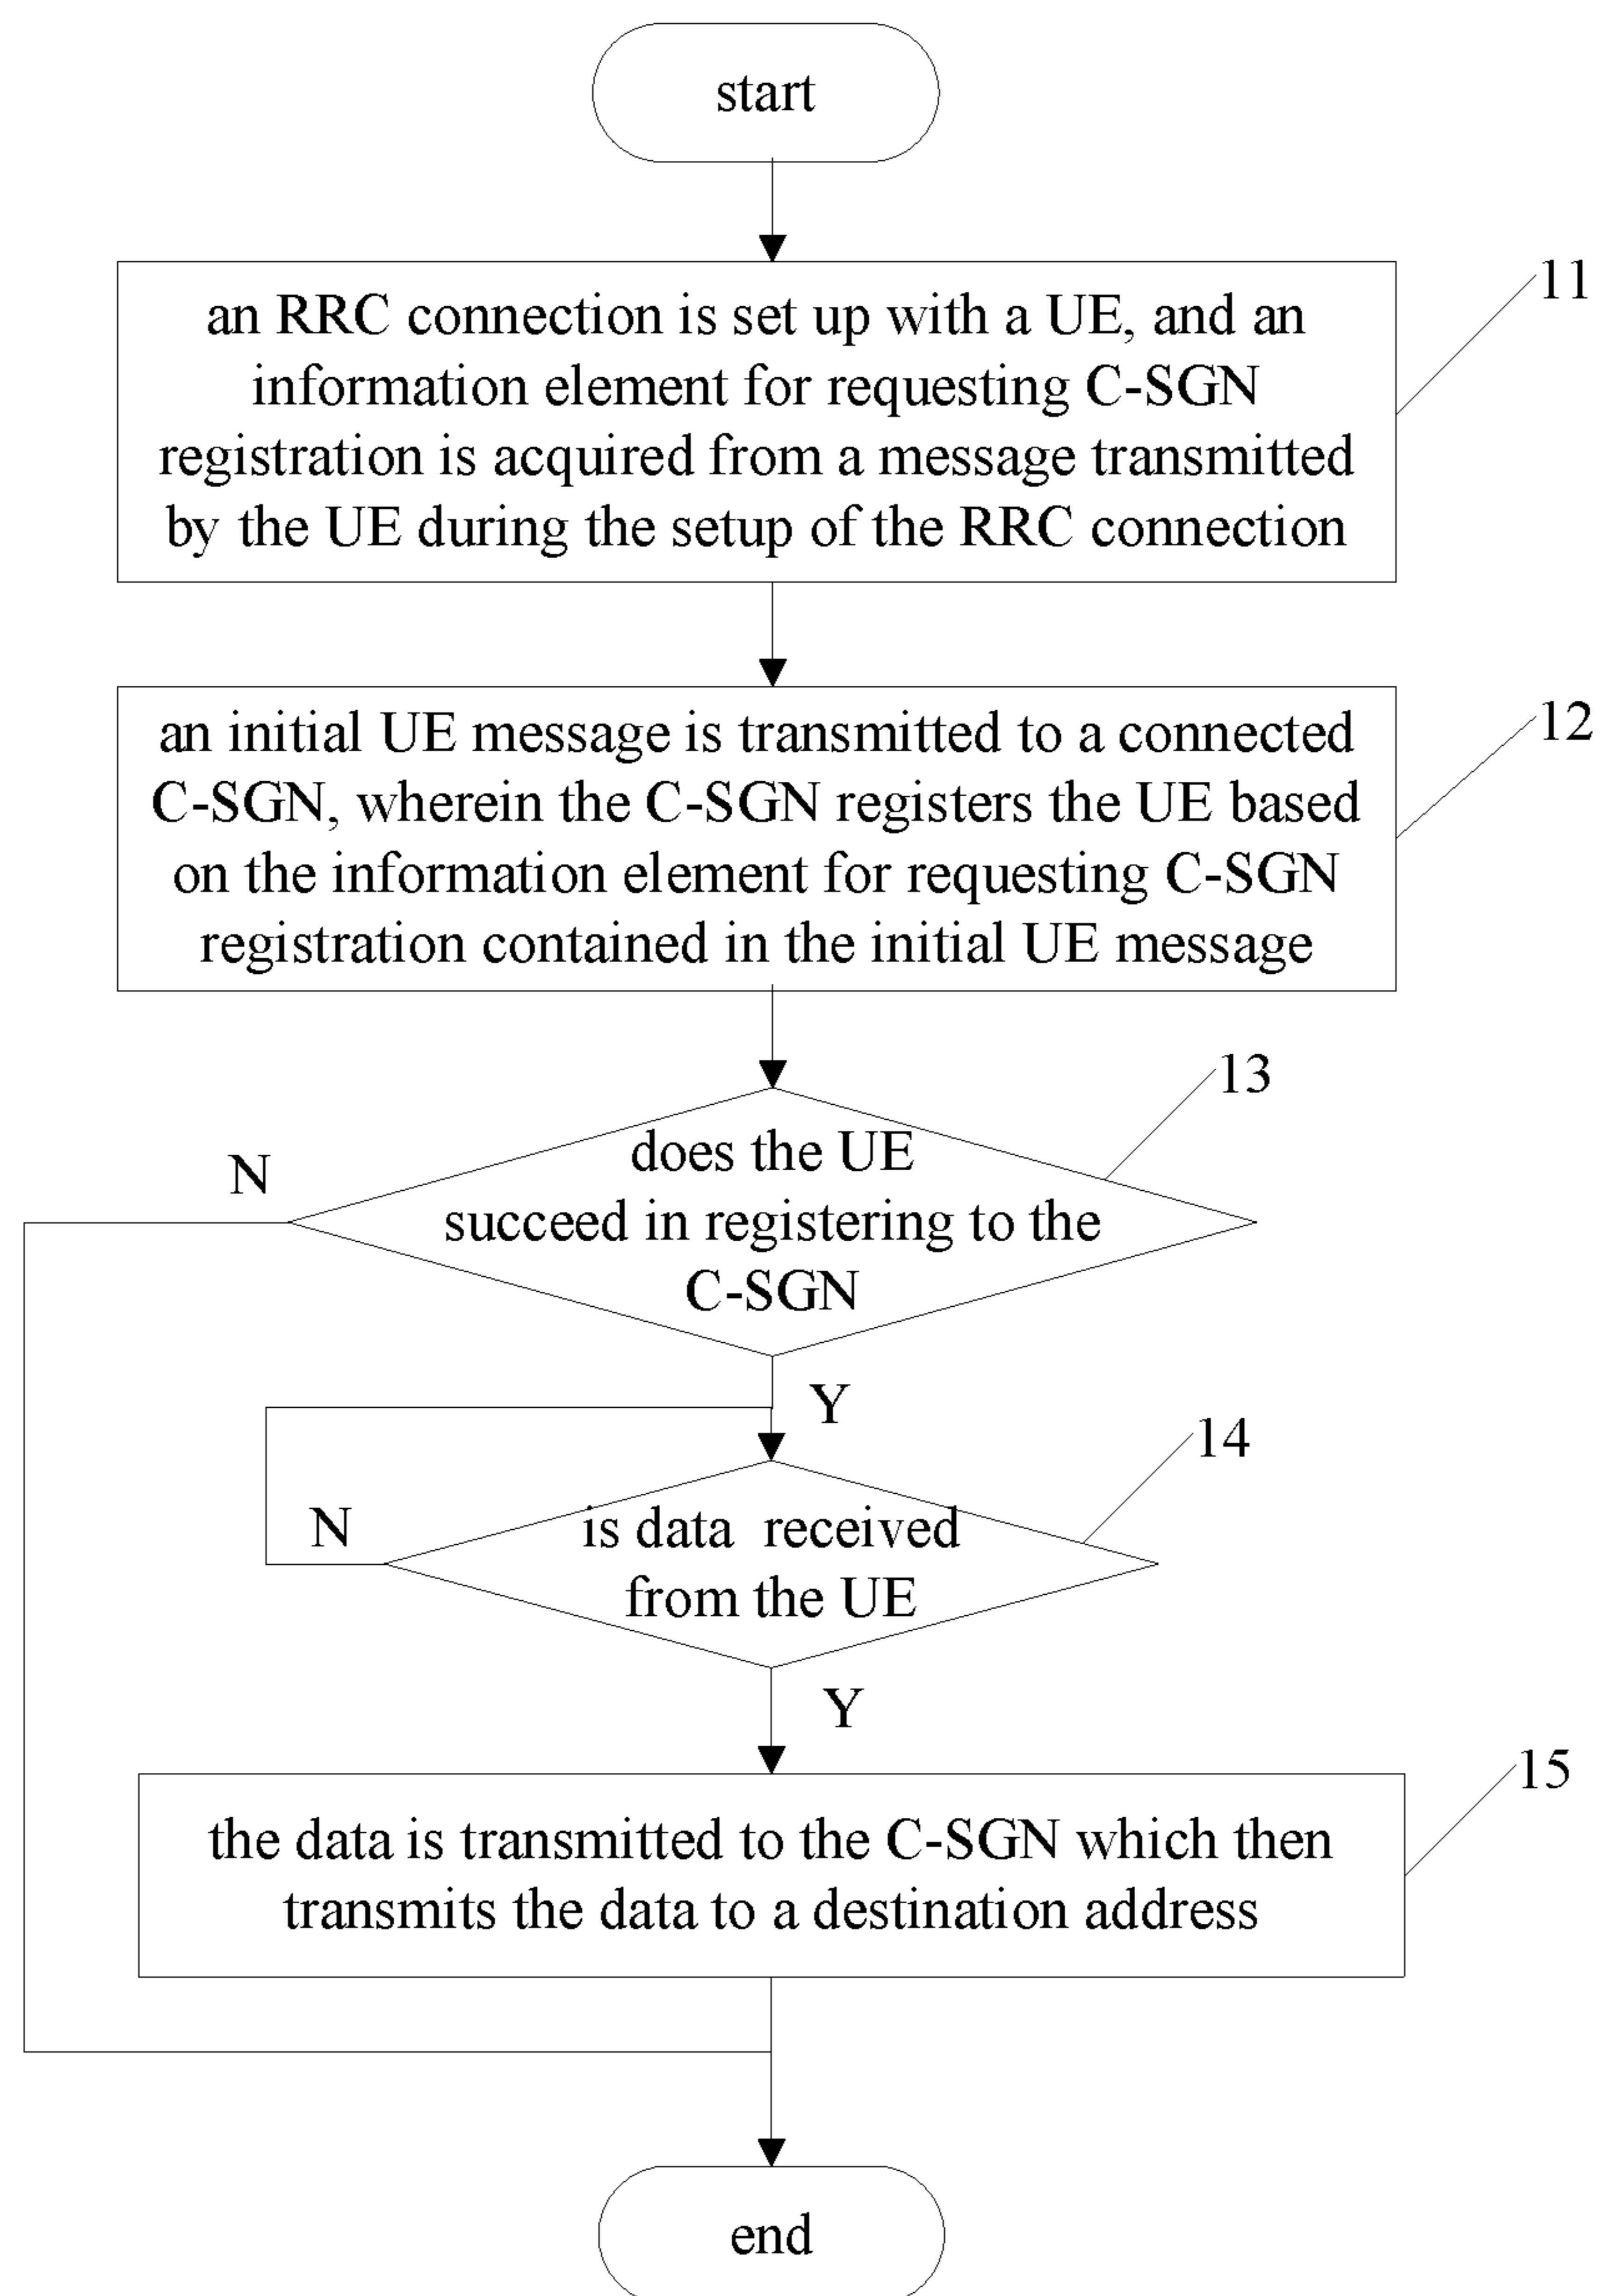 start
11
an RRC connection is set up with a UE, and an
information element for requesting C-SGN
registration is acquired from a message transmitted
by the UE during the setup of the RRC connection
12
an initial UE message is transmitted to a connected
C-SGN, wherein the C-SGN registers the UE based
on the information element for requesting C-SGN
registration contained in the initial UE message
13
does the UE
succeed in registering to the
C-SGN
N
Y
14
is data received
from the UE
N
Y
15
the data is transmitted to the C-SGN which then
transmits the data to a destination address
end